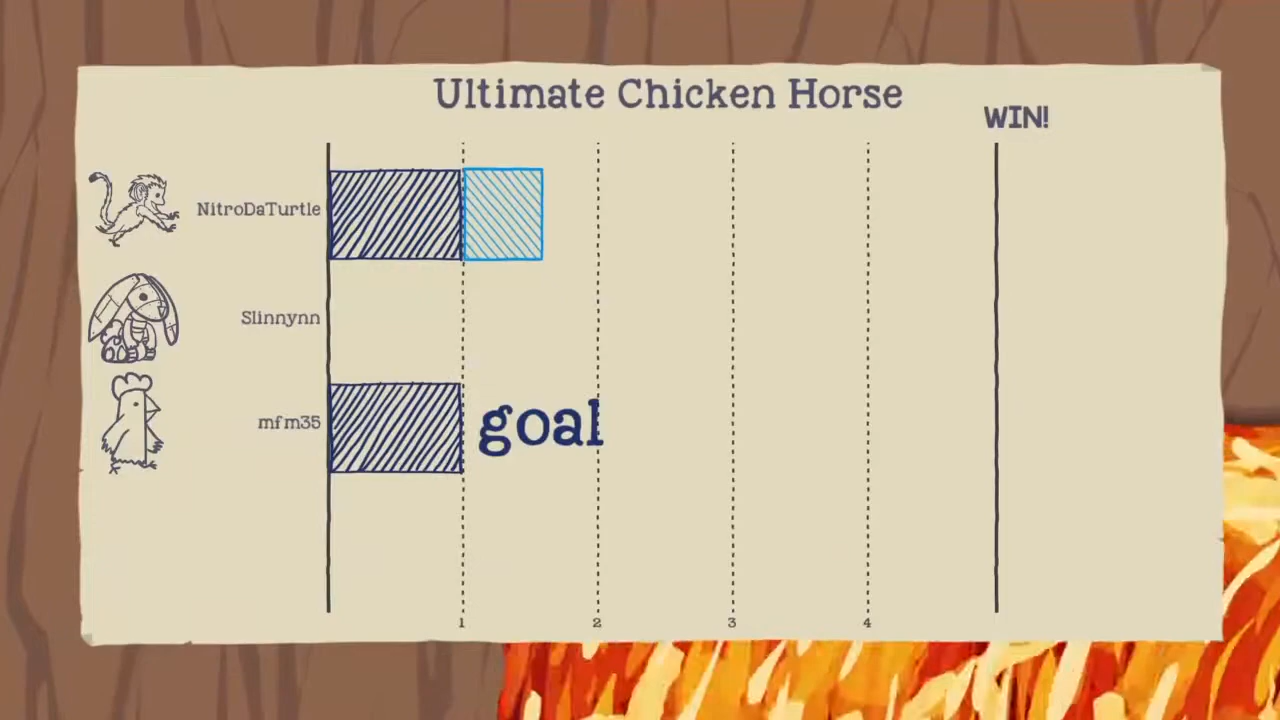 Ultimate Chicken Horse
WIN!
NitroDaTurtle
Slinnynn
mfm35
goal
1 2 3 4